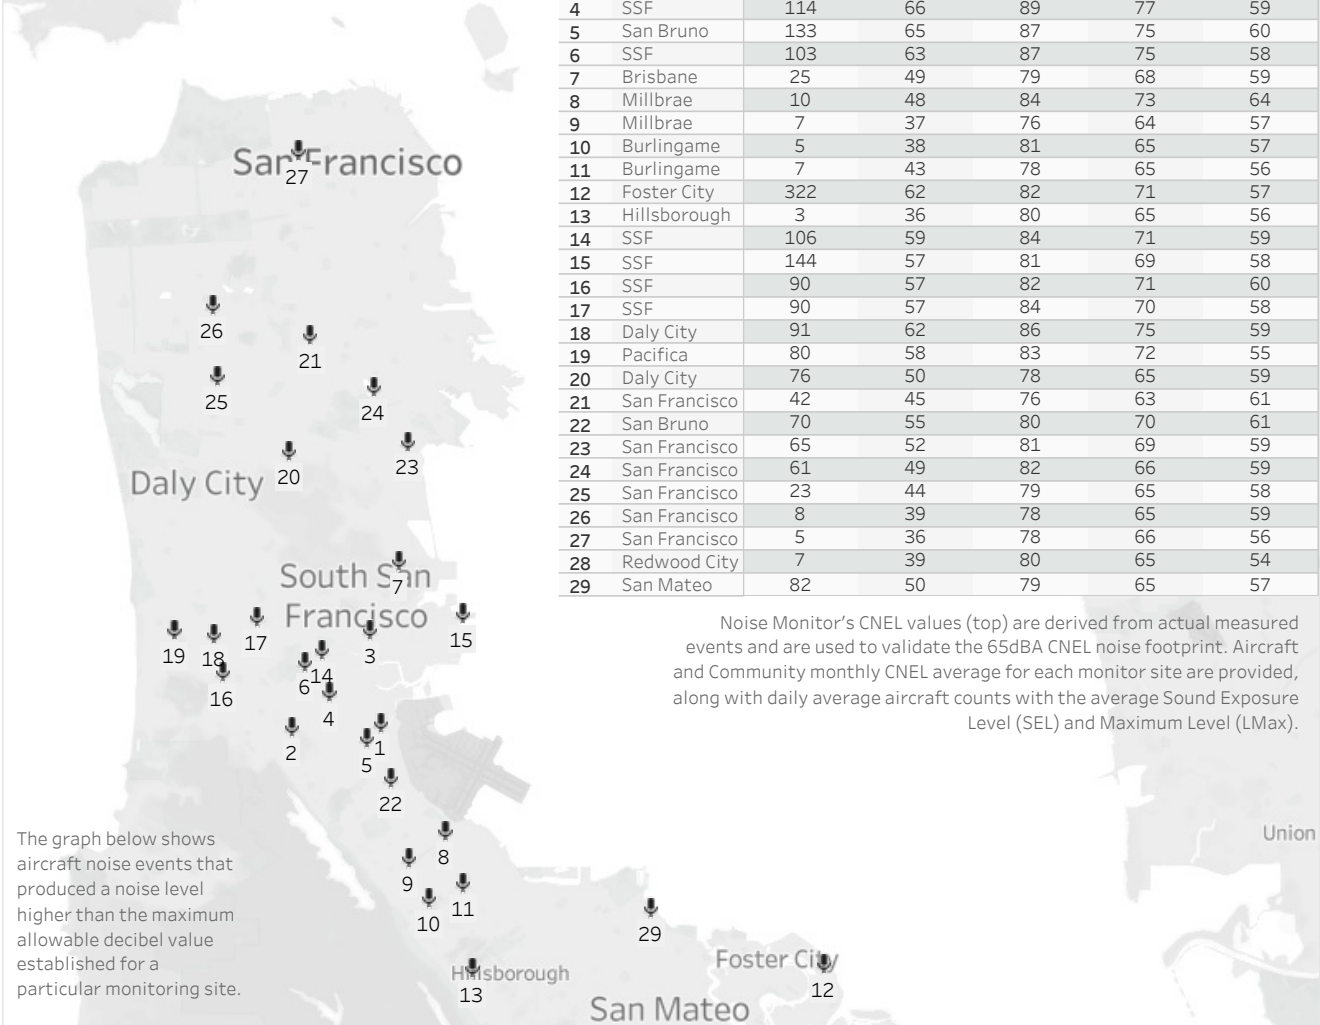 4 SSF 114 66 89 77 59
5 San Bruno 133 65 87 75 60
6 SSF 103 63 87 75 58
7 Brisbane 25 49 79 68 59
8 Millbrae 10 48 84 73 64
9 Millbrae 7 37 76 64 57
10 Burlingame 5 38 81 65 57
11 Burlingame 7 43 78 65 56
12 Foster City 322 62 82 71 57
13 Hillsborough 3 36 80 65 56
14 SSF 106 59 84 71 59
15 SSF 144 57 81 69 58
16 SSF 90 57 82 71 60
17 SSF 90 57 84 70 58
18 Daly City 91 62 86 75 59
19 Pacifica 80 58 83 72 55
20 Daly City 76 50 78 65 59
21 San Francisco 42 45 76 63 61
22 San Bruno 70 55 80 70 61
23 San Francisco 65 52 81 69 59
24 San Francisco 61 49 82 66 59
25 San Francisco 23 44 79 65 58
26 San Francisco 8 39 78 65 59
27 San Francisco 5 36 78 66 56
28 Redwood City 7 39 80 65 54
29 San Mateo 82 50 79 65 57
Noise Monitor's CNEL values (top) are derived from actual measured
events and are used to validate the 65dBA CNEL noise footprint. Aircraft
and Community monthly CNEL average for each monitor site are provided,
along with daily average aircraft counts with the average Sound Exposure
Level (SEL) and Maximum Level (LMax).
San Francisco
27
26
21
25
24
23
20
Daly City
7
South San
Francisco
15
17
19
18
3
14
6
16
4
2
1
5
22
8
9
11
10
29
Hillsborough
13
Foster City
12
San Mateo
Union
The graph below shows
aircraft noise events that
produced a noise level
higher than the maximum
allowable decibel value
established for a
particular monitoring site.